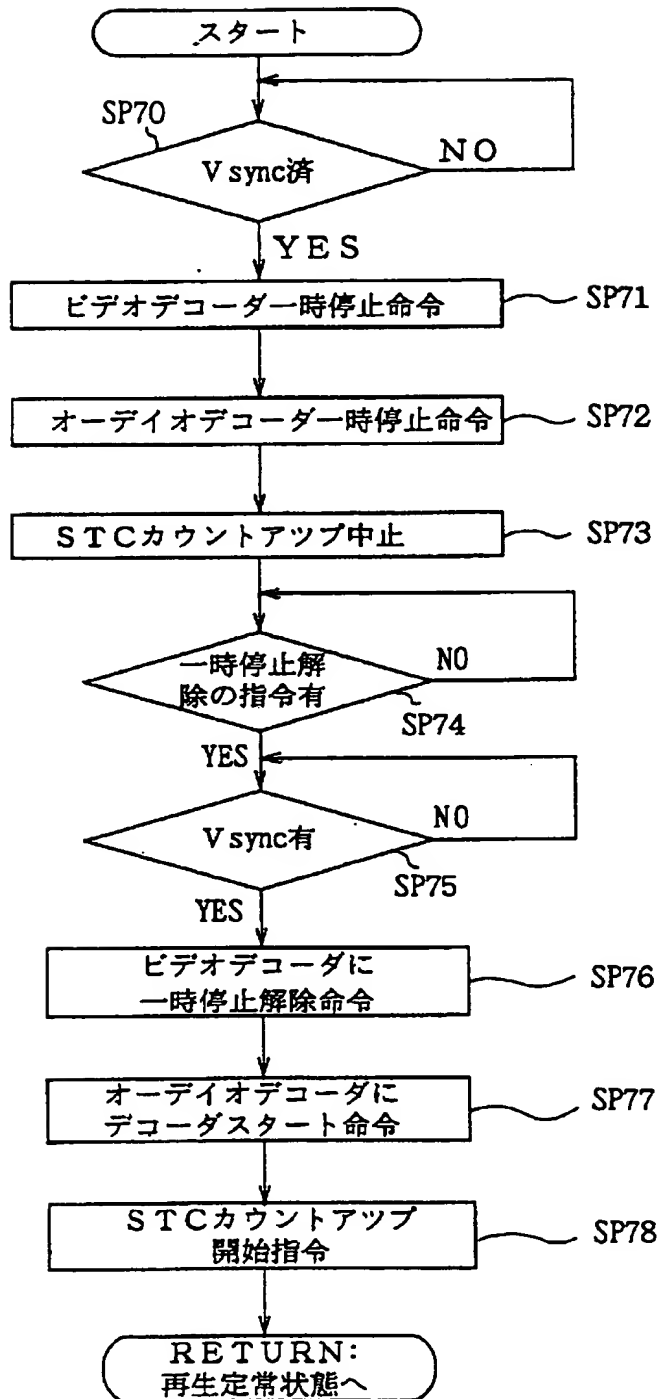 スタート
SP70
V sync済
NO
YES
ビデオデコーダ一時停止命令
SP71
オーデイオデコーダ一時停止命令
SP72
STCカウントアツプ中止
SP73
一時停止解
除の指令有
NO
SP74
YES
V sync有
NO
SP75
YES
ビデオデコーダに
一時停止解除命令
SP76
オーデイオデコーダに
デコーダスタート命令
SP77
STCカウントアツプ
開始指令
SP78
RETURN:
再生定常状態へ